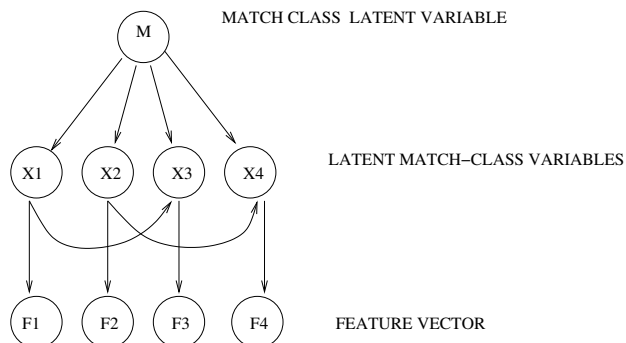 M MATCH CLASS LATENT VARIABLE
X1 X2 X3 X4 LATENT MATCH−CLASS VARIABLES
F1 F2 F3 F4 FEATURE VECTOR